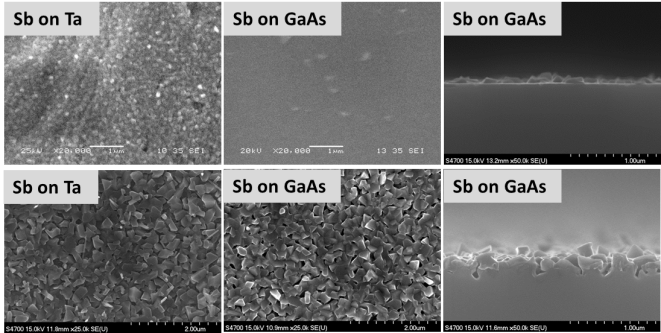 Sb on Ta
25kV X20,000 1μm 10 35 SEI
Sb on GaAs
20kV X20,000 1μm 13 35 SEI
Sb on GaAs
S4700 15.0kV 13.2mm x50.0k SE(U) 1.00um
Sb on Ta
S4700 15.0kV 11.8mm x25.0k SE(U) 2.00um
Sb on GaAs
S4700 15.0kV 10.9mm x25.0k SE(U) 2.00um
Sb on GaAs
S4700 15.0kV 11.6mm x50.0k SE(U) 1.00um